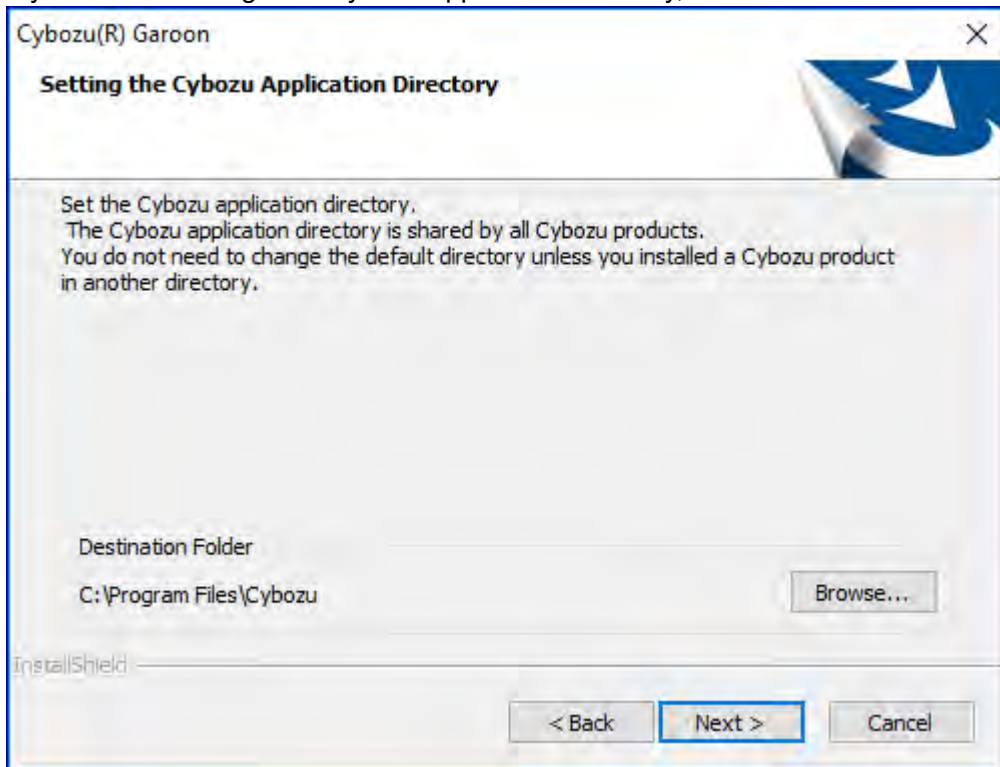 Cybozu(R) Garoon
Setting the Cybozu Application Directory
Set the Cybozu application directory.
The Cybozu application directory is shared by all Cybozu products.
You do not need to change the default directory unless you installed a Cybozu product
in another directory.
Destination Folder
C:\Program Files\Cybozu
Browse...
InstallShield
< Back
Next >
Cancel